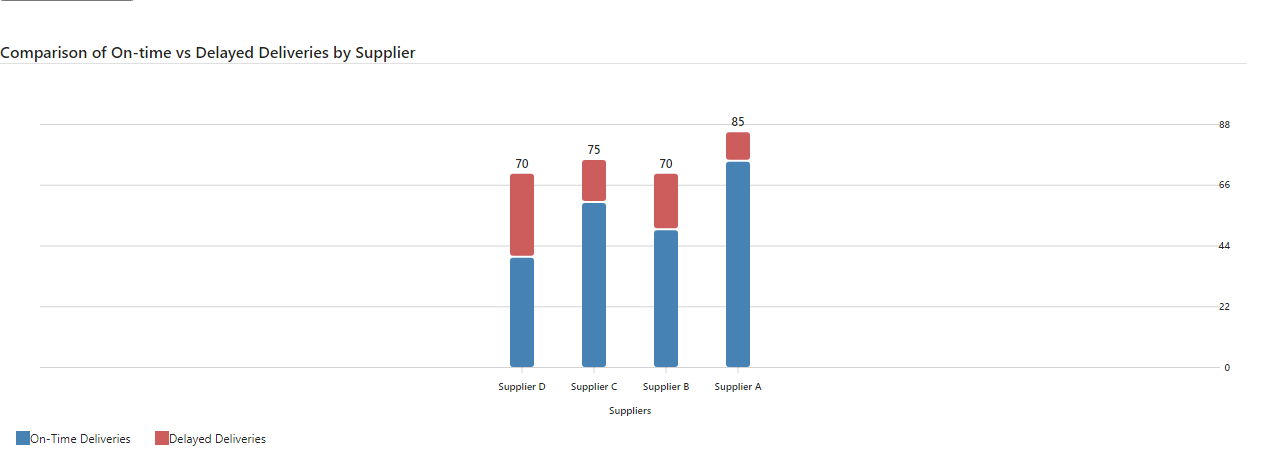 Comparison of On-time vs Delayed Deliveries by Supplier
85
88
75
70
70
66
44
22
0
Supplier D
Supplier C
Supplier B
Supplier A
Suppliers
On-Time Deliveries
Delayed Deliveries